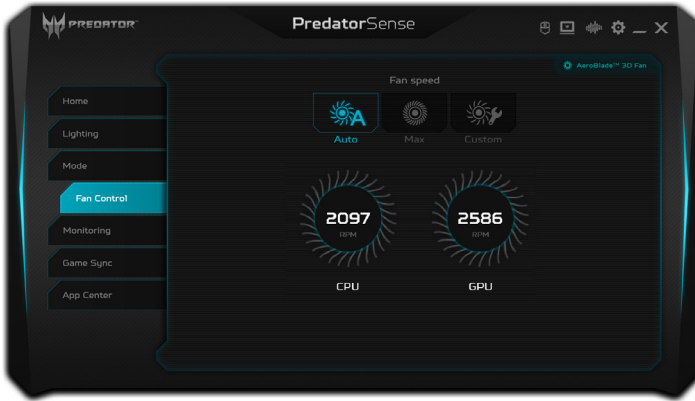 PREDATOR
PredatorSense
AeroBlade™ 3D Fan
Home
Lighting
Mode
Fan Control
Monitoring
Game Sync
App Center
Fan speed
A
Auto
Max
Custom
2097
RPM
CPU
2586
RPM
GPU